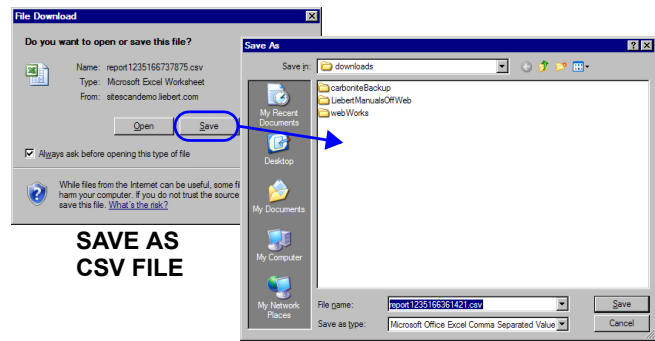 File Download
Do you want to open or save this file?
Name: report1235166737875.csv
Type: Microsoft Excel Worksheet
From: sitescandemo.liebert.com
Open Save
Always ask before opening this type of file
While files from the Internet can be useful, some fi
harm your computer. If you do not trust the source
save this file. What's the risk?
SAVE AS
CSV FILE
Save As
Save in: downloads
My Recent
Documents
Desktop
My Documents
My Computer
My Network
Places
carboniteBackup
LiebertManualsOffWeb
webWorks
File name: report1235166361421.csv Save
Save as type: Microsoft Office Excel Comma Separated Value Cancel